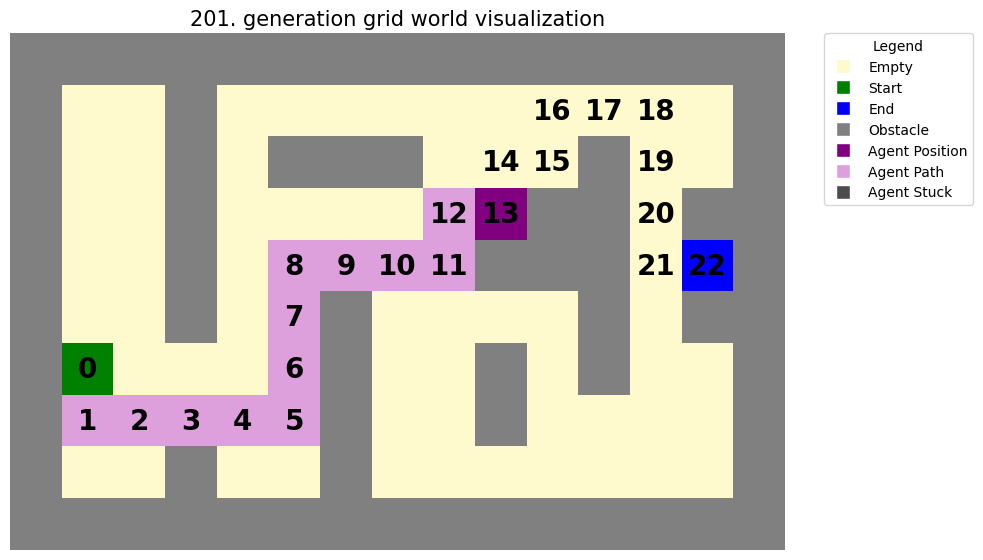 201. generation grid world visualization
16 17 18
14 15 19
12 13 20
8 9 10 11 21 22
7
0 6
1 2 3 4 5
Legend
Empty
Start
End
Obstacle
Agent Position
Agent Path
Agent Stuck